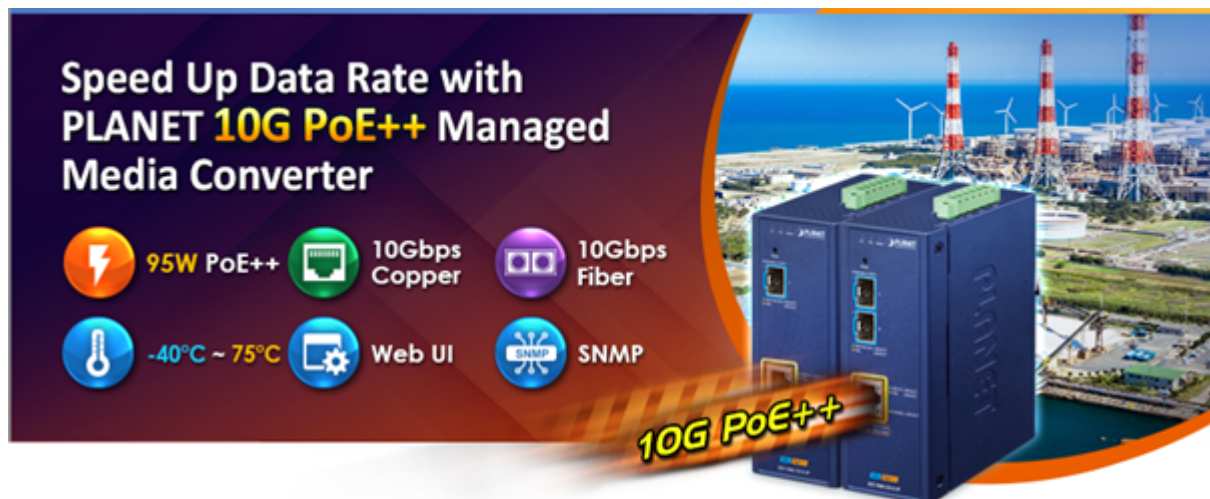 Speed Up Data Rate with
PLANET 10G PoE++ Managed
Media Converter
95W PoE++
10Gbps
Copper
10Gbps
Fiber
-40°C ~ 75°C
Web UI
SNMP
SNMP
PLANET
PLANET
PLANET
10G PoE++